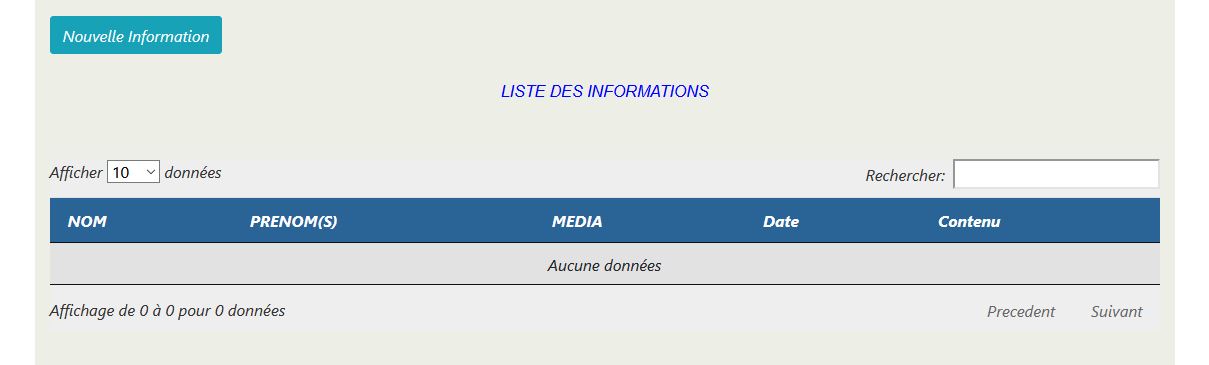 Nouvelle Information
LISTE DES INFORMATIONS
Afficher 10 données Rechercher:
NOM PRENOM(S) MEDIA Date Contenu
Aucune données
Affichage de 0 à 0 pour 0 données Precedent Suivant